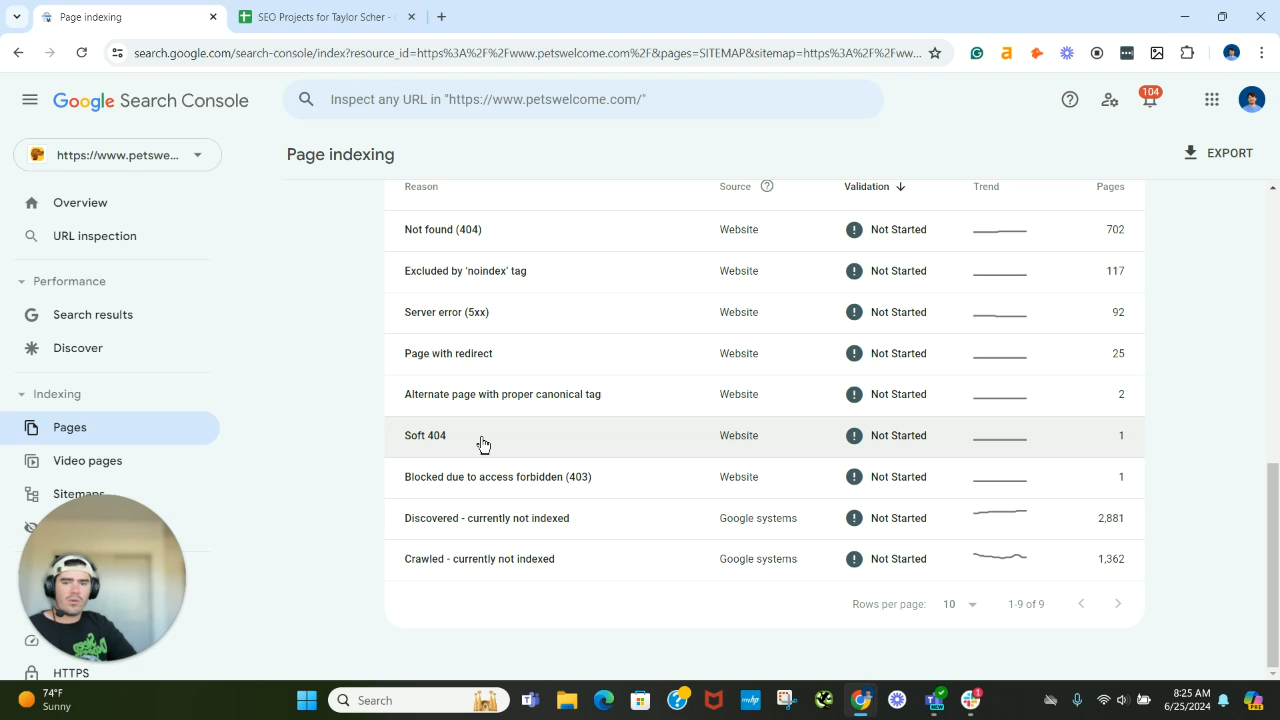 Page indexing
SEO Projects for Taylor Scher -
search.google.com/search-console/index?resource_id=https%3A%2F%2Fwww.petswelcome.com%2F&pages=SITEMAP&sitemap=https%3A%2F%2Fww...
Google Search Console
Inspect any URL in "https://www.petswelcome.com/"
104
https://www.petswe...
Page indexing
EXPORT
Overview
URL inspection
Performance
Search results
Discover
Indexing
Pages
Video pages
Sitemaps
HTTPS
Reason Source Validation Trend Pages
Not found (404) Website Not Started 702
Excluded by 'noindex' tag Website Not Started 117
Server error (5xx) Website Not Started 92
Page with redirect Website Not Started 25
Alternate page with proper canonical tag Website Not Started 2
Soft 404 Website Not Started 1
Blocked due to access forbidden (403) Website Not Started 1
Discovered - currently not indexed Google systems Not Started 2,881
Crawled - currently not indexed Google systems Not Started 1,362
Rows per page: 10 1-9 of 9
74°F
Sunny
Search
8:25 AM
6/25/2024